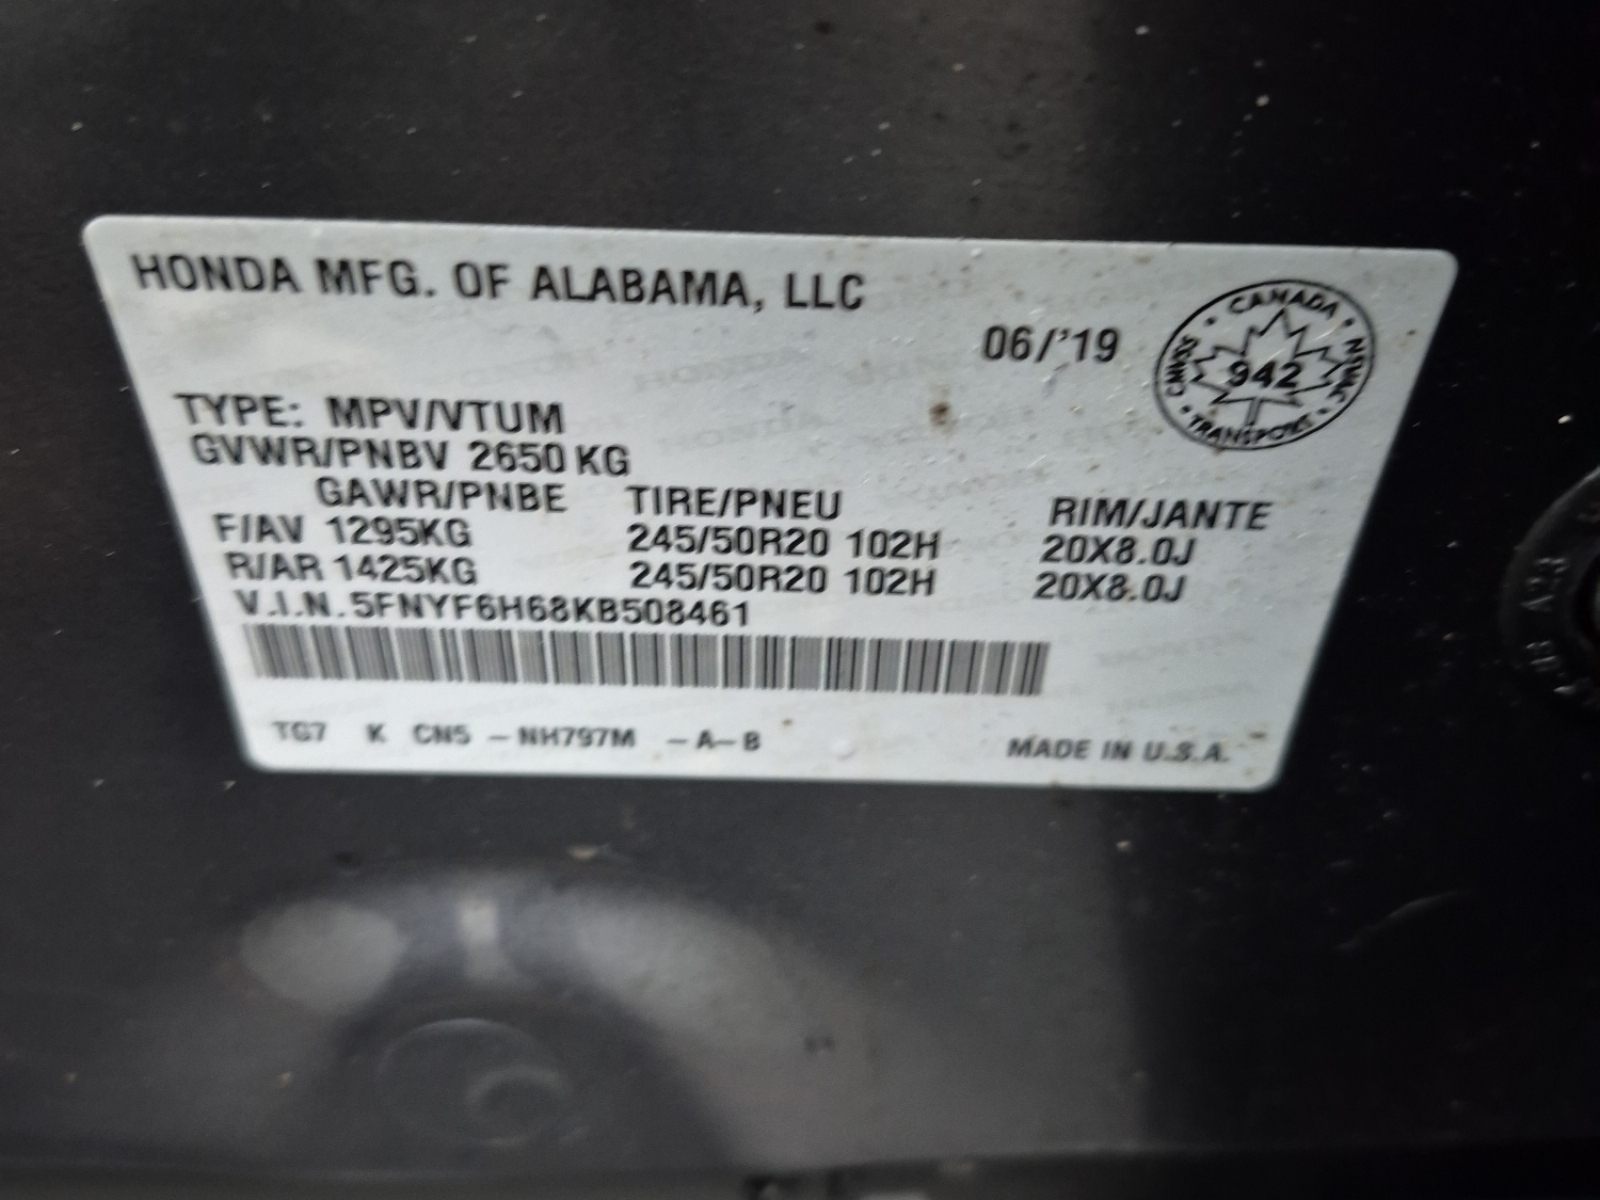 HONDA MFG. OF ALABAMA, LLC
06/'19
CANADA
CMVSS
NSVAC
942
TRANSPORT
TYPE: MPV/VTUM
GVWR/PNBV 2650 KG
GAWR/PNBE TIRE/PNEU RIM/JANTE
F/AV 1295KG 245/50R20 102H 20X8.0J
R/AR 1425KG 245/50R20 102H 20X8.0J
V.I.N. 5FNYF6H68KB508461
TG7 K CN5 – NH797M – A – B
MADE IN U.S.A.